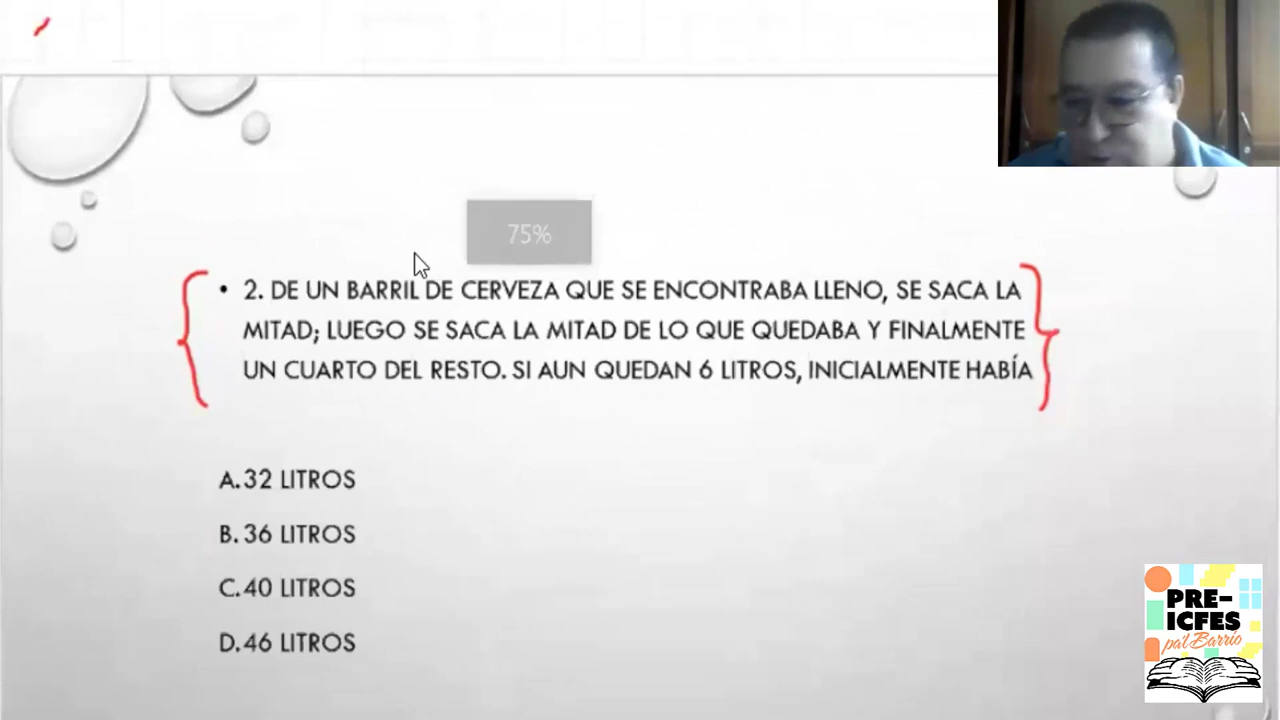 75%
• 2. DE UN BARRIL DE CERVEZA QUE SE ENCONTRABA LLENO, SE SACA LA
MITAD; LUEGO SE SACA LA MITAD DE LO QUE QUEDABA Y FINALMENTE
UN CUARTO DEL RESTO. SI AUN QUEDAN 6 LITROS, INICIALMENTE HABÍA
A.32 LITROS
B.36 LITROS
C.40 LITROS
D.46 LITROS
PRE-
ICFES
pa'l Barrio